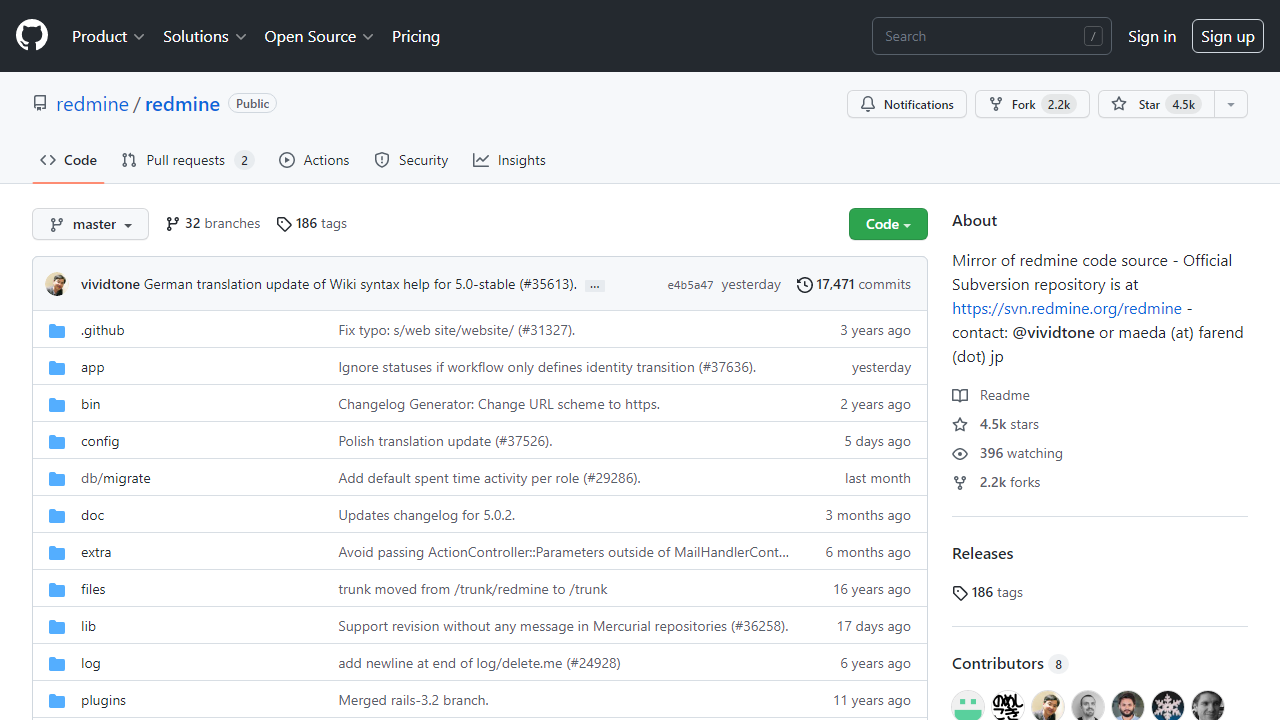 Product Solutions Open Source Pricing Search / Sign in Sign up
redmine / redmine Public Notifications Fork 2.2k Star 4.5k
Code Pull requests 2 Actions Security Insights
master 32 branches 186 tags Code
vividtone German translation update of Wiki syntax help for 5.0-stable (#35613). ... e4b5a47 yesterday 17,471 commits
.github Fix typo: s/web site/website/ (#31327). 3 years ago
app Ignore statuses if workflow only defines identity transition (#37636). yesterday
bin Changelog Generator: Change URL scheme to https. 2 years ago
config Polish translation update (#37526). 5 days ago
db/migrate Add default spent time activity per role (#29286). last month
doc Updates changelog for 5.0.2. 3 months ago
extra Avoid passing ActionController::Parameters outside of MailHandlerCont... 6 months ago
files trunk moved from /trunk/redmine to /trunk 16 years ago
lib Support revision without any message in Mercurial repositories (#36258). 17 days ago
log add newline at end of log/delete.me (#24928) 6 years ago
plugins Merged rails-3.2 branch. 11 years ago
About
Mirror of redmine code source - Official
Subversion repository is at
https://svn.redmine.org/redmine -
contact: @vividtone or maeda (at) farend
(dot) jp
Readme
4.5k stars
396 watching
2.2k forks
Releases
186 tags
Contributors 8